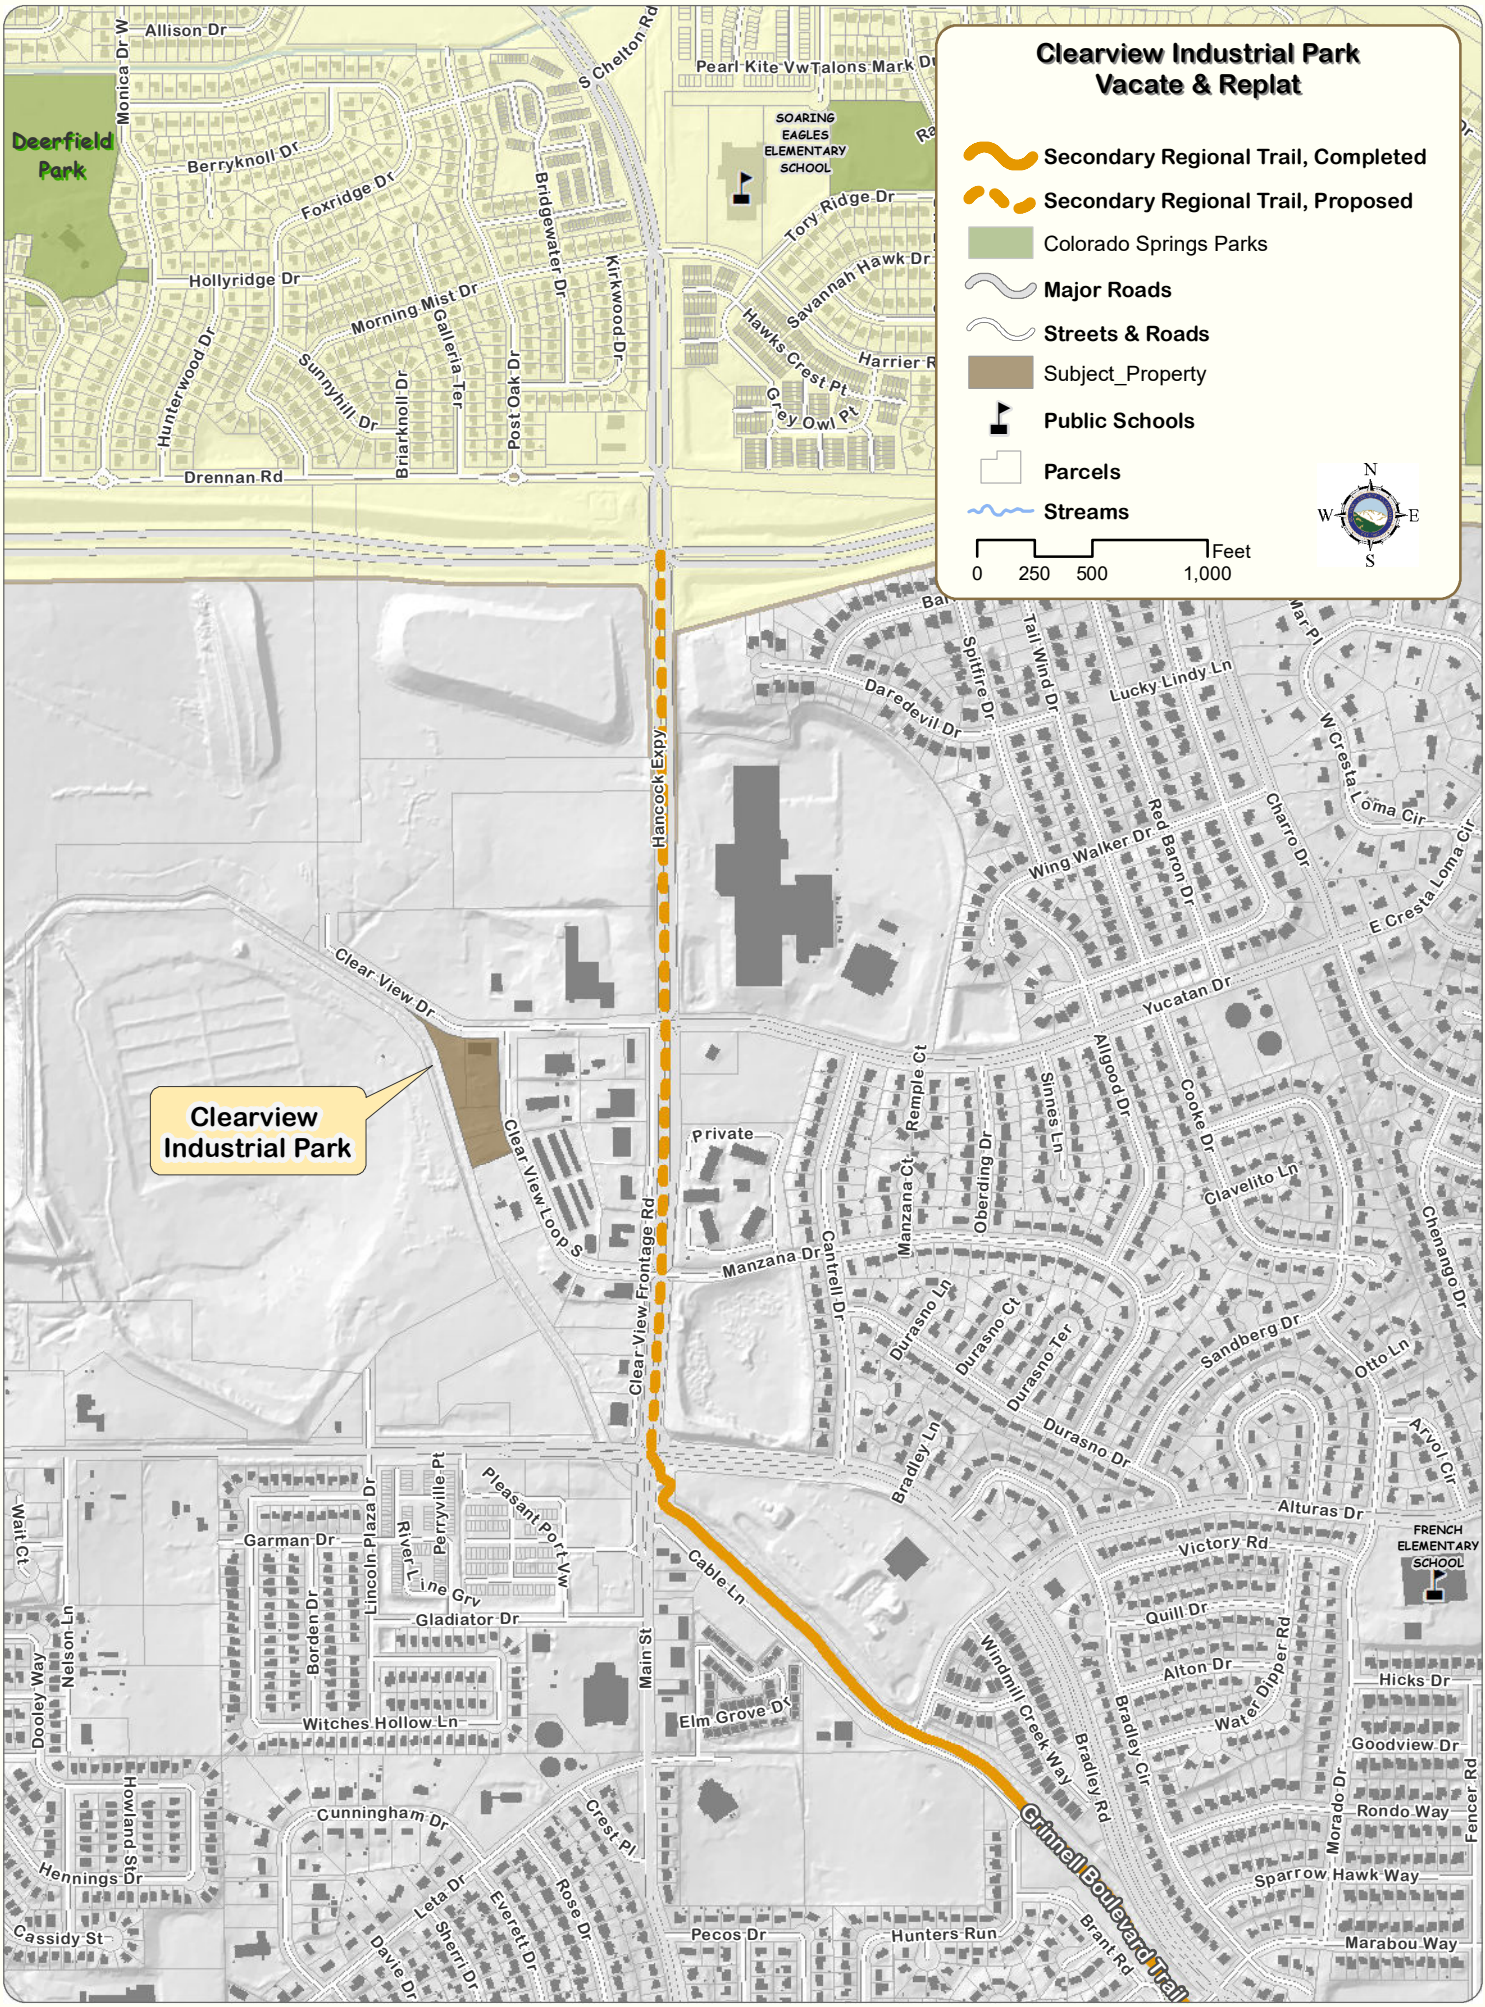 Allison Dr
Monica Dr W
S Chelton Rd
Pearl Kite Vw
Talons Mark Dr
Clearview Industrial Park
Vacate & Replat
Secondary Regional Trail, Completed
Secondary Regional Trail, Proposed
Colorado Springs Parks
Major Roads
Streets & Roads
Subject_Property
Public Schools
Parcels
Streams
N
W
E
S
Feet
0 250 500 1,000
Deerfield
Park
SOARING
EAGLES
ELEMENTARY
SCHOOL
Ra
Dr
Berryknoll Dr
Foxridge Dr
Bridgewater Dr
Tory Ridge Dr
Savannah Hawk Dr
Hollyridge Dr
Morning Mist Dr
Kirkwood Dr
Hawks Crest Pt
Harrier R
Hunterwood Dr
Sunnyhill Dr
Galleria Ter
Briarknoll Dr
Post Oak Dr
Grey Owl Pt
Drennan Rd
Bar
Spitfire Dr
Tail Wind Dr
Mar Pl
Lucky Lindy Ln
Daredevil Dr
W Cresta Loma Cir
Hancock Expy
Red Baron Dr
Charro Dr
Wing Walker Dr
E Cresta Loma Cir
Clear View Dr
Yucatan Dr
Clearview
Industrial Park
Remple Ct
Sinnes Ln
Allgood Dr
Cooke Dr
Clear View Loop S
Private
Manzana Ct
Oberding Dr
Clavelito Ln
Chenango Dr
Clear View Frontage Rd
Manzana Dr
Cantrell Dr
Durasno Ln
Durasno Ct
Durasno Ter
Sandberg Dr
Otto Ln
Durasno Dr
Bradley Ln
Arvol Cir
Alturas Dr
Wait Ct
Lincoln Plaza Dr
Perryville Pt
Pleasant Port Vw
Garman Dr
River Line Grv
Cable Ln
Victory Rd
FRENCH
ELEMENTARY
SCHOOL
Nelson Ln
Borden Dr
Gladiator Dr
Main St
Quill Dr
Alton Dr
Water Dipper Rd
Hicks Dr
Dooley Way
Witches Hollow Ln
Elm Grove Dr
Windmill Creek Way
Bradley Rd
Bradley Cir
Goodview Dr
Howland St
Cunningham Dr
Crest Pl
Grinnell Boulevard Trail
Morado Dr
Rondo Way
Fencer Rd
Hennings Dr
Sparrow Hawk Way
Leta Dr
Everett Dr
Rose Dr
Cassidy St
Davie Dr
Sherri Dr
Pecos Dr
Hunters Run
Brant Rd
Marabou Way